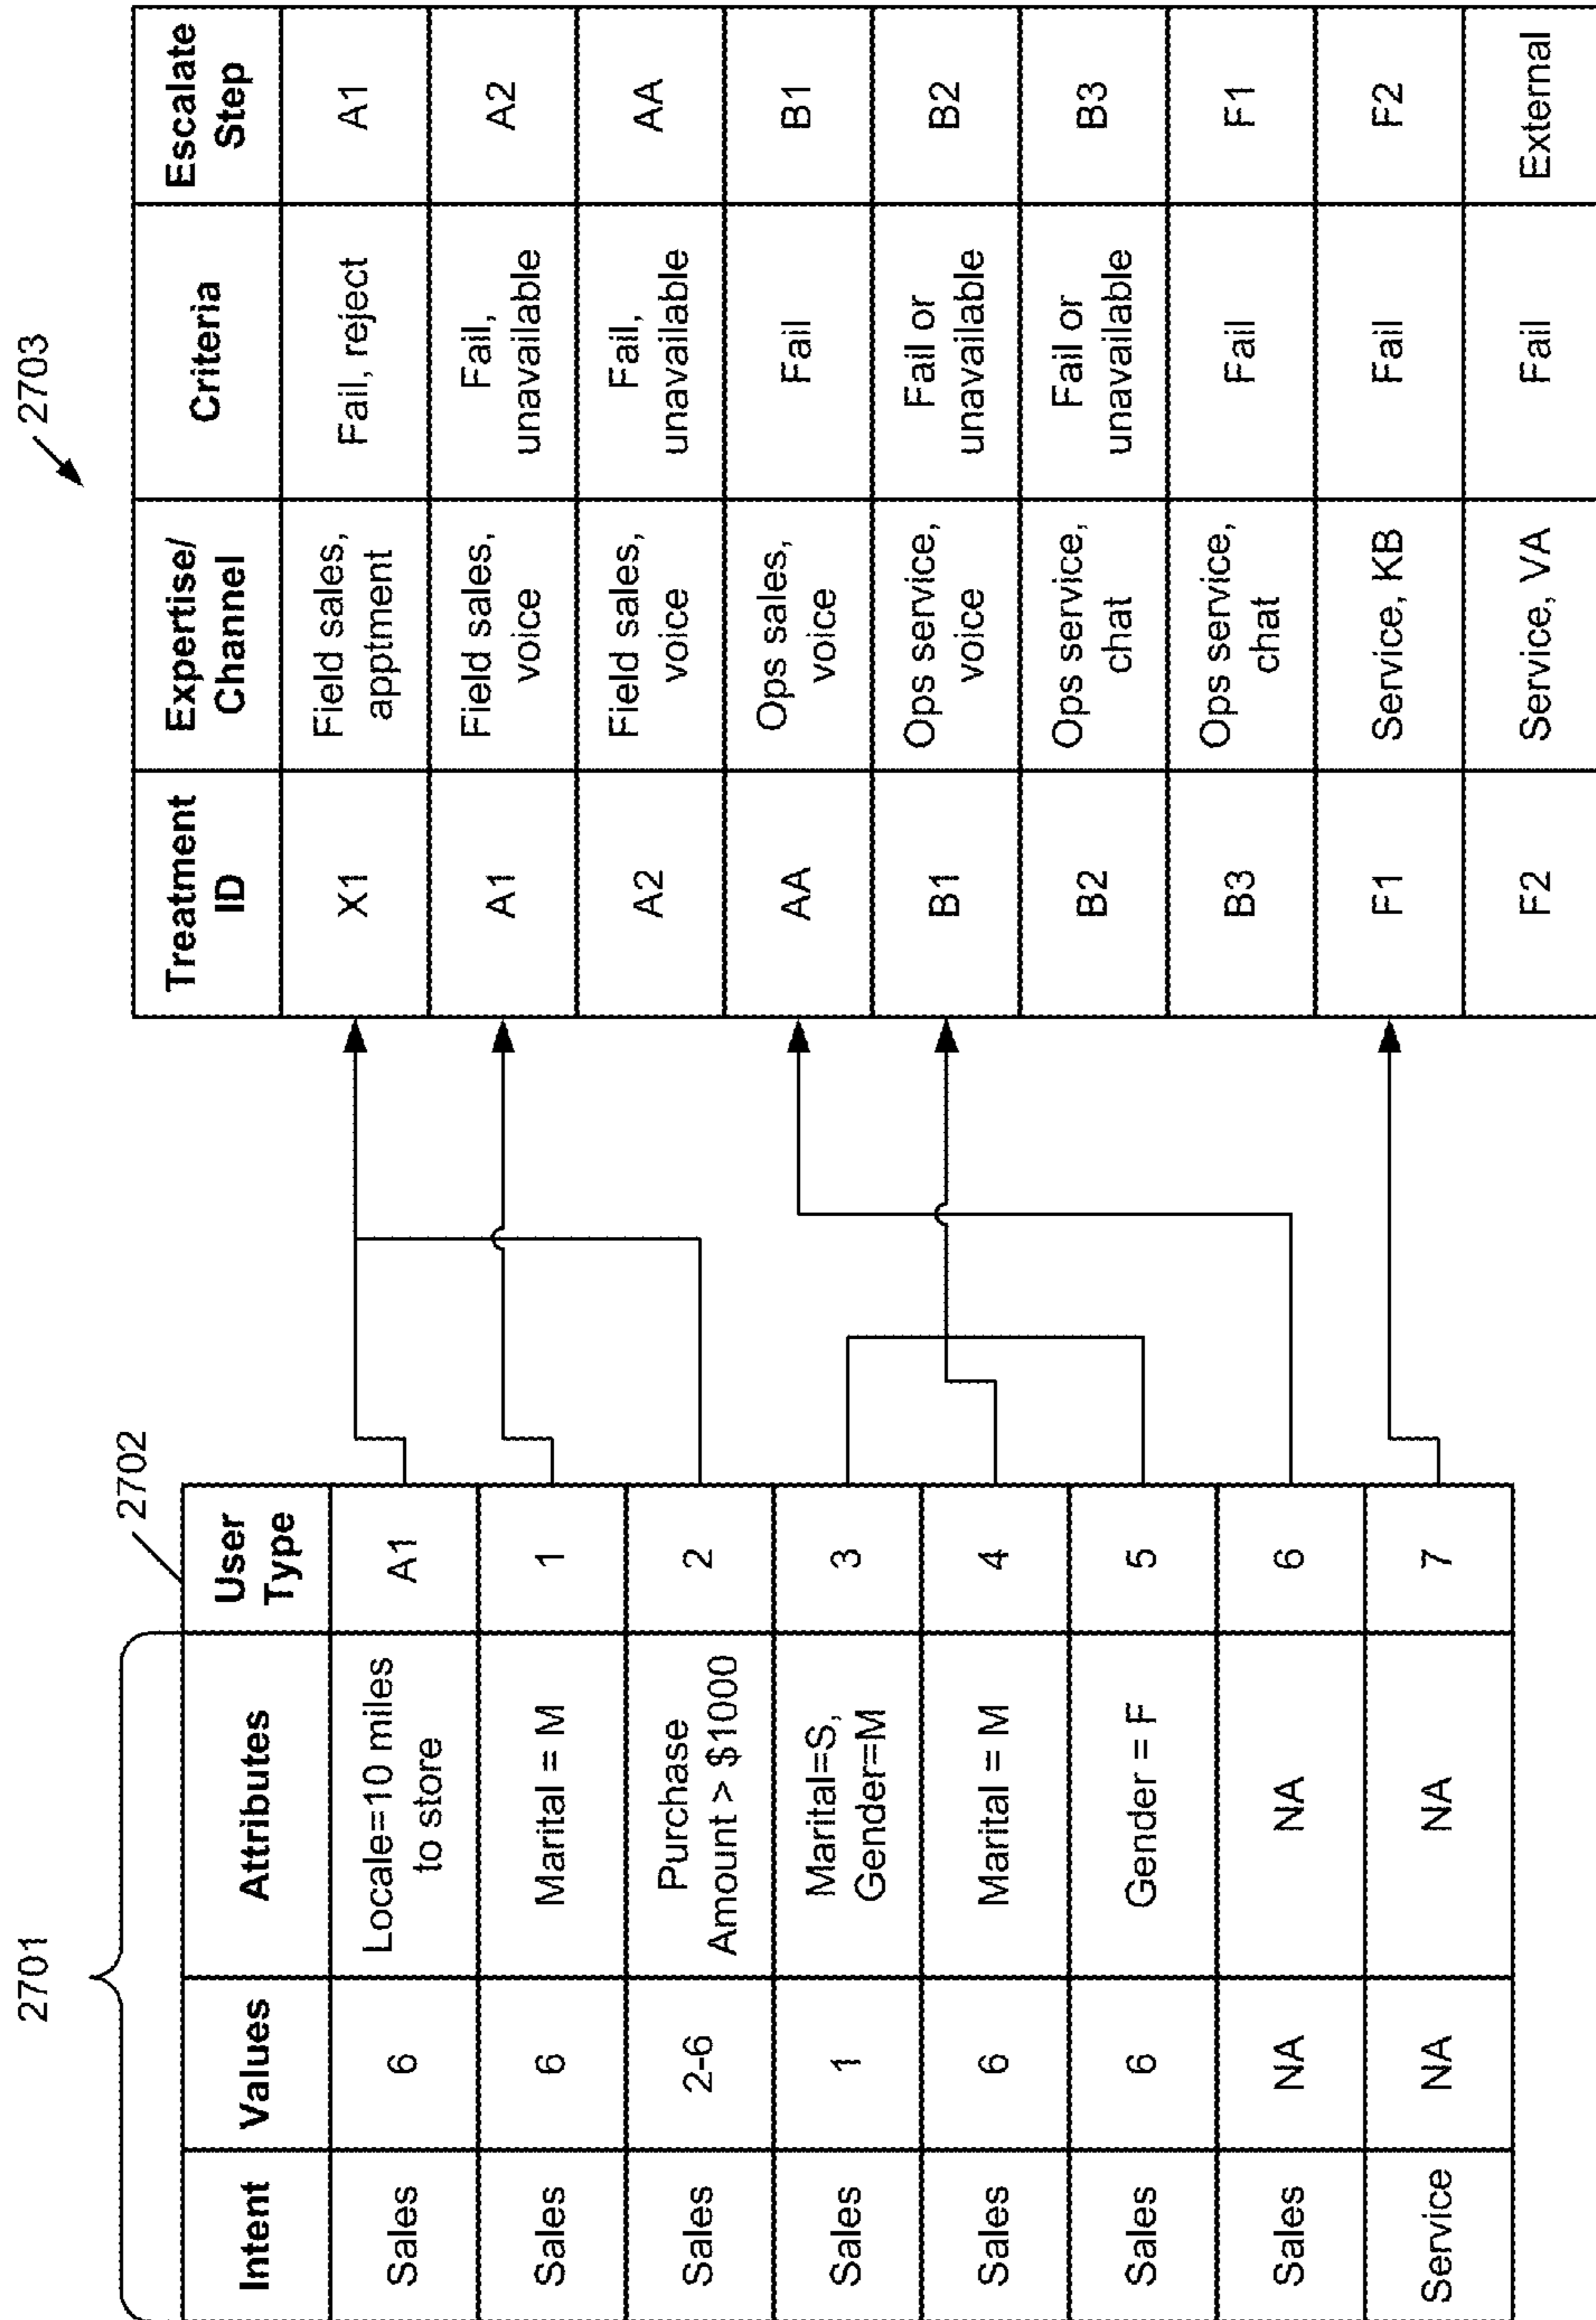 2701
2702
Intent
Values
Attributes
User
Type
Sales
6
Locale=10 miles
to store
A1
Sales
6
Marital = M
1
Sales
2-6
Purchase
Amount > $1000
2
Sales
1
Marital=S,
Gender=M
3
Sales
6
Marital = M
4
Sales
6
Gender = F
5
Sales
NA
NA
6
Service
NA
NA
7
2703
Treatment
ID
Expertise/
Channel
Criteria
Escalate
Step
X1
Field sales,
apptment
Fail, reject
A1
A1
Field sales,
voice
Fail,
unavailable
A2
A2
Field sales,
voice
Fail,
unavailable
AA
AA
Ops sales,
voice
Fail
B1
B1
Ops service,
voice
Fail or
unavailable
B2
B2
Ops service,
chat
Fail or
unavailable
B3
B3
Ops service,
chat
Fail
F1
F1
Service, KB
Fail
F2
F2
Service, VA
Fail
External